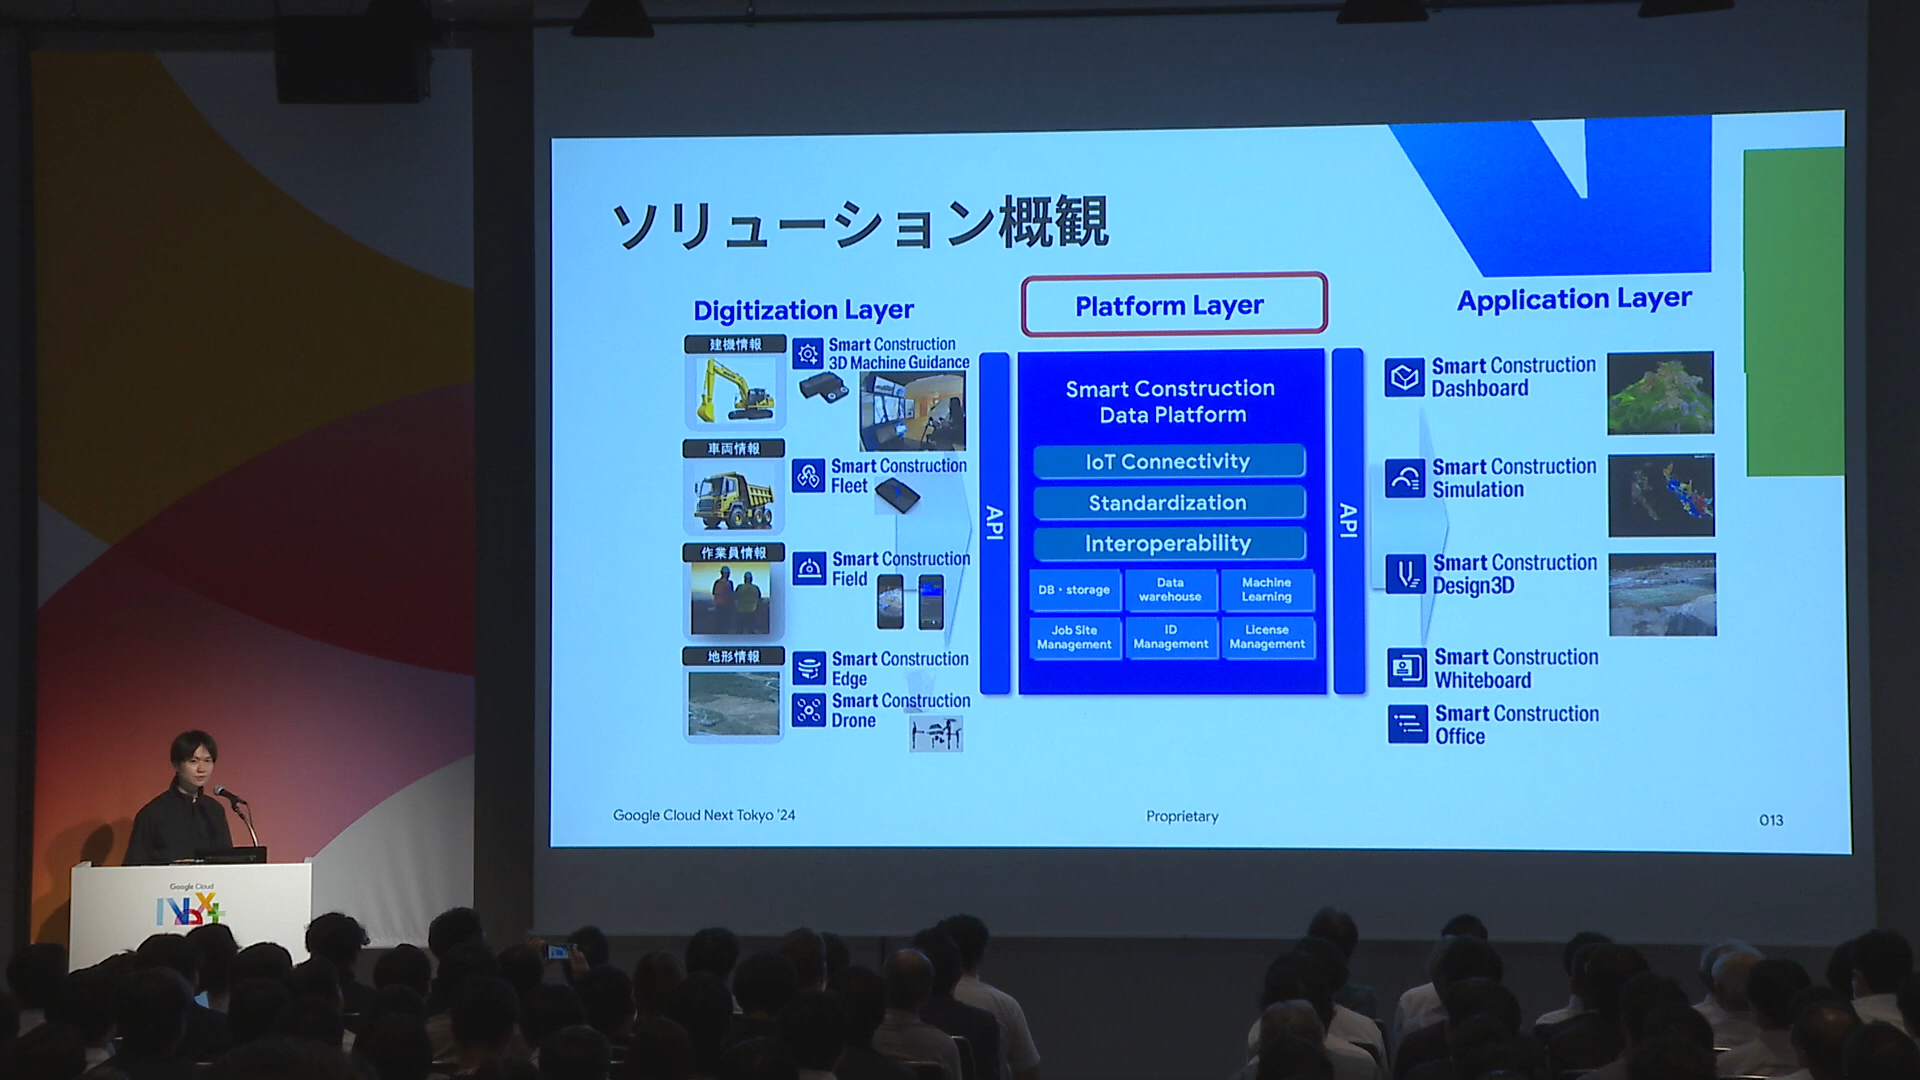 ソリューション概観
Digitization Layer
建機情報
Smart Construction
3D Machine Guidance
車両情報
Smart Construction
Fleet
作業員情報
Smart Construction
Field
地形情報
Smart Construction
Edge
Smart Construction
Drone
API
Platform Layer
Smart Construction
Data Platform
IoT Connectivity
Standardization
Interoperability
DB・storage
Data
warehouse
Machine
Learning
Job Site
Management
ID
Management
License
Management
API
Application Layer
Smart Construction
Dashboard
Smart Construction
Simulation
Smart Construction
Design3D
Smart Construction
Whiteboard
Smart Construction
Office
Google Cloud Next Tokyo '24
Proprietary
013
Google Cloud
Next